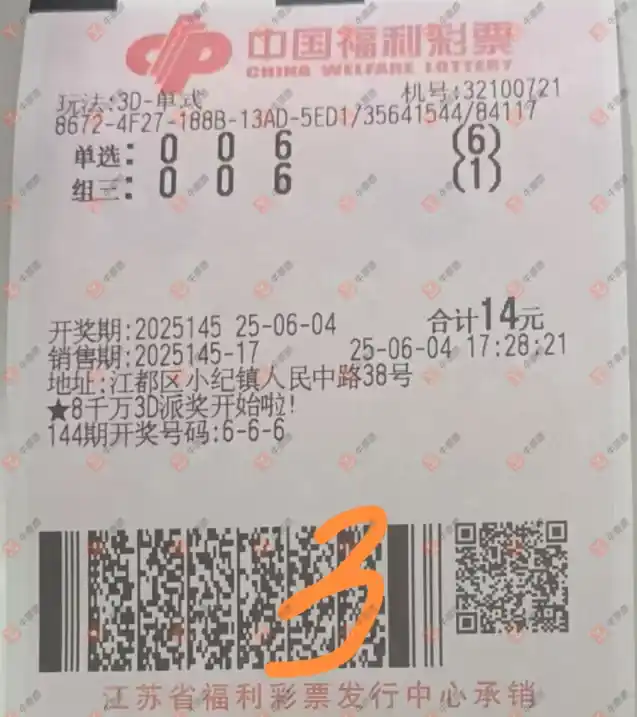 中国福利彩票
CHINA WELFARE LOTTERY
玩法:3D-单式 机号:32100721
8672-4F27-188B-13AD-5ED1/35641544/84117
单选: 0 0 6 (6)
组三: 0 0 6 (1)
开奖期:2025145 25-06-04 合计14元
销售期:2025145-17 25-06-04 17:28:21
地址:江都区小纪镇人民中路38号
★8千万3D派奖开始啦!
144期开奖号码:6-6-6
3
江苏省福利彩票发行中心承销